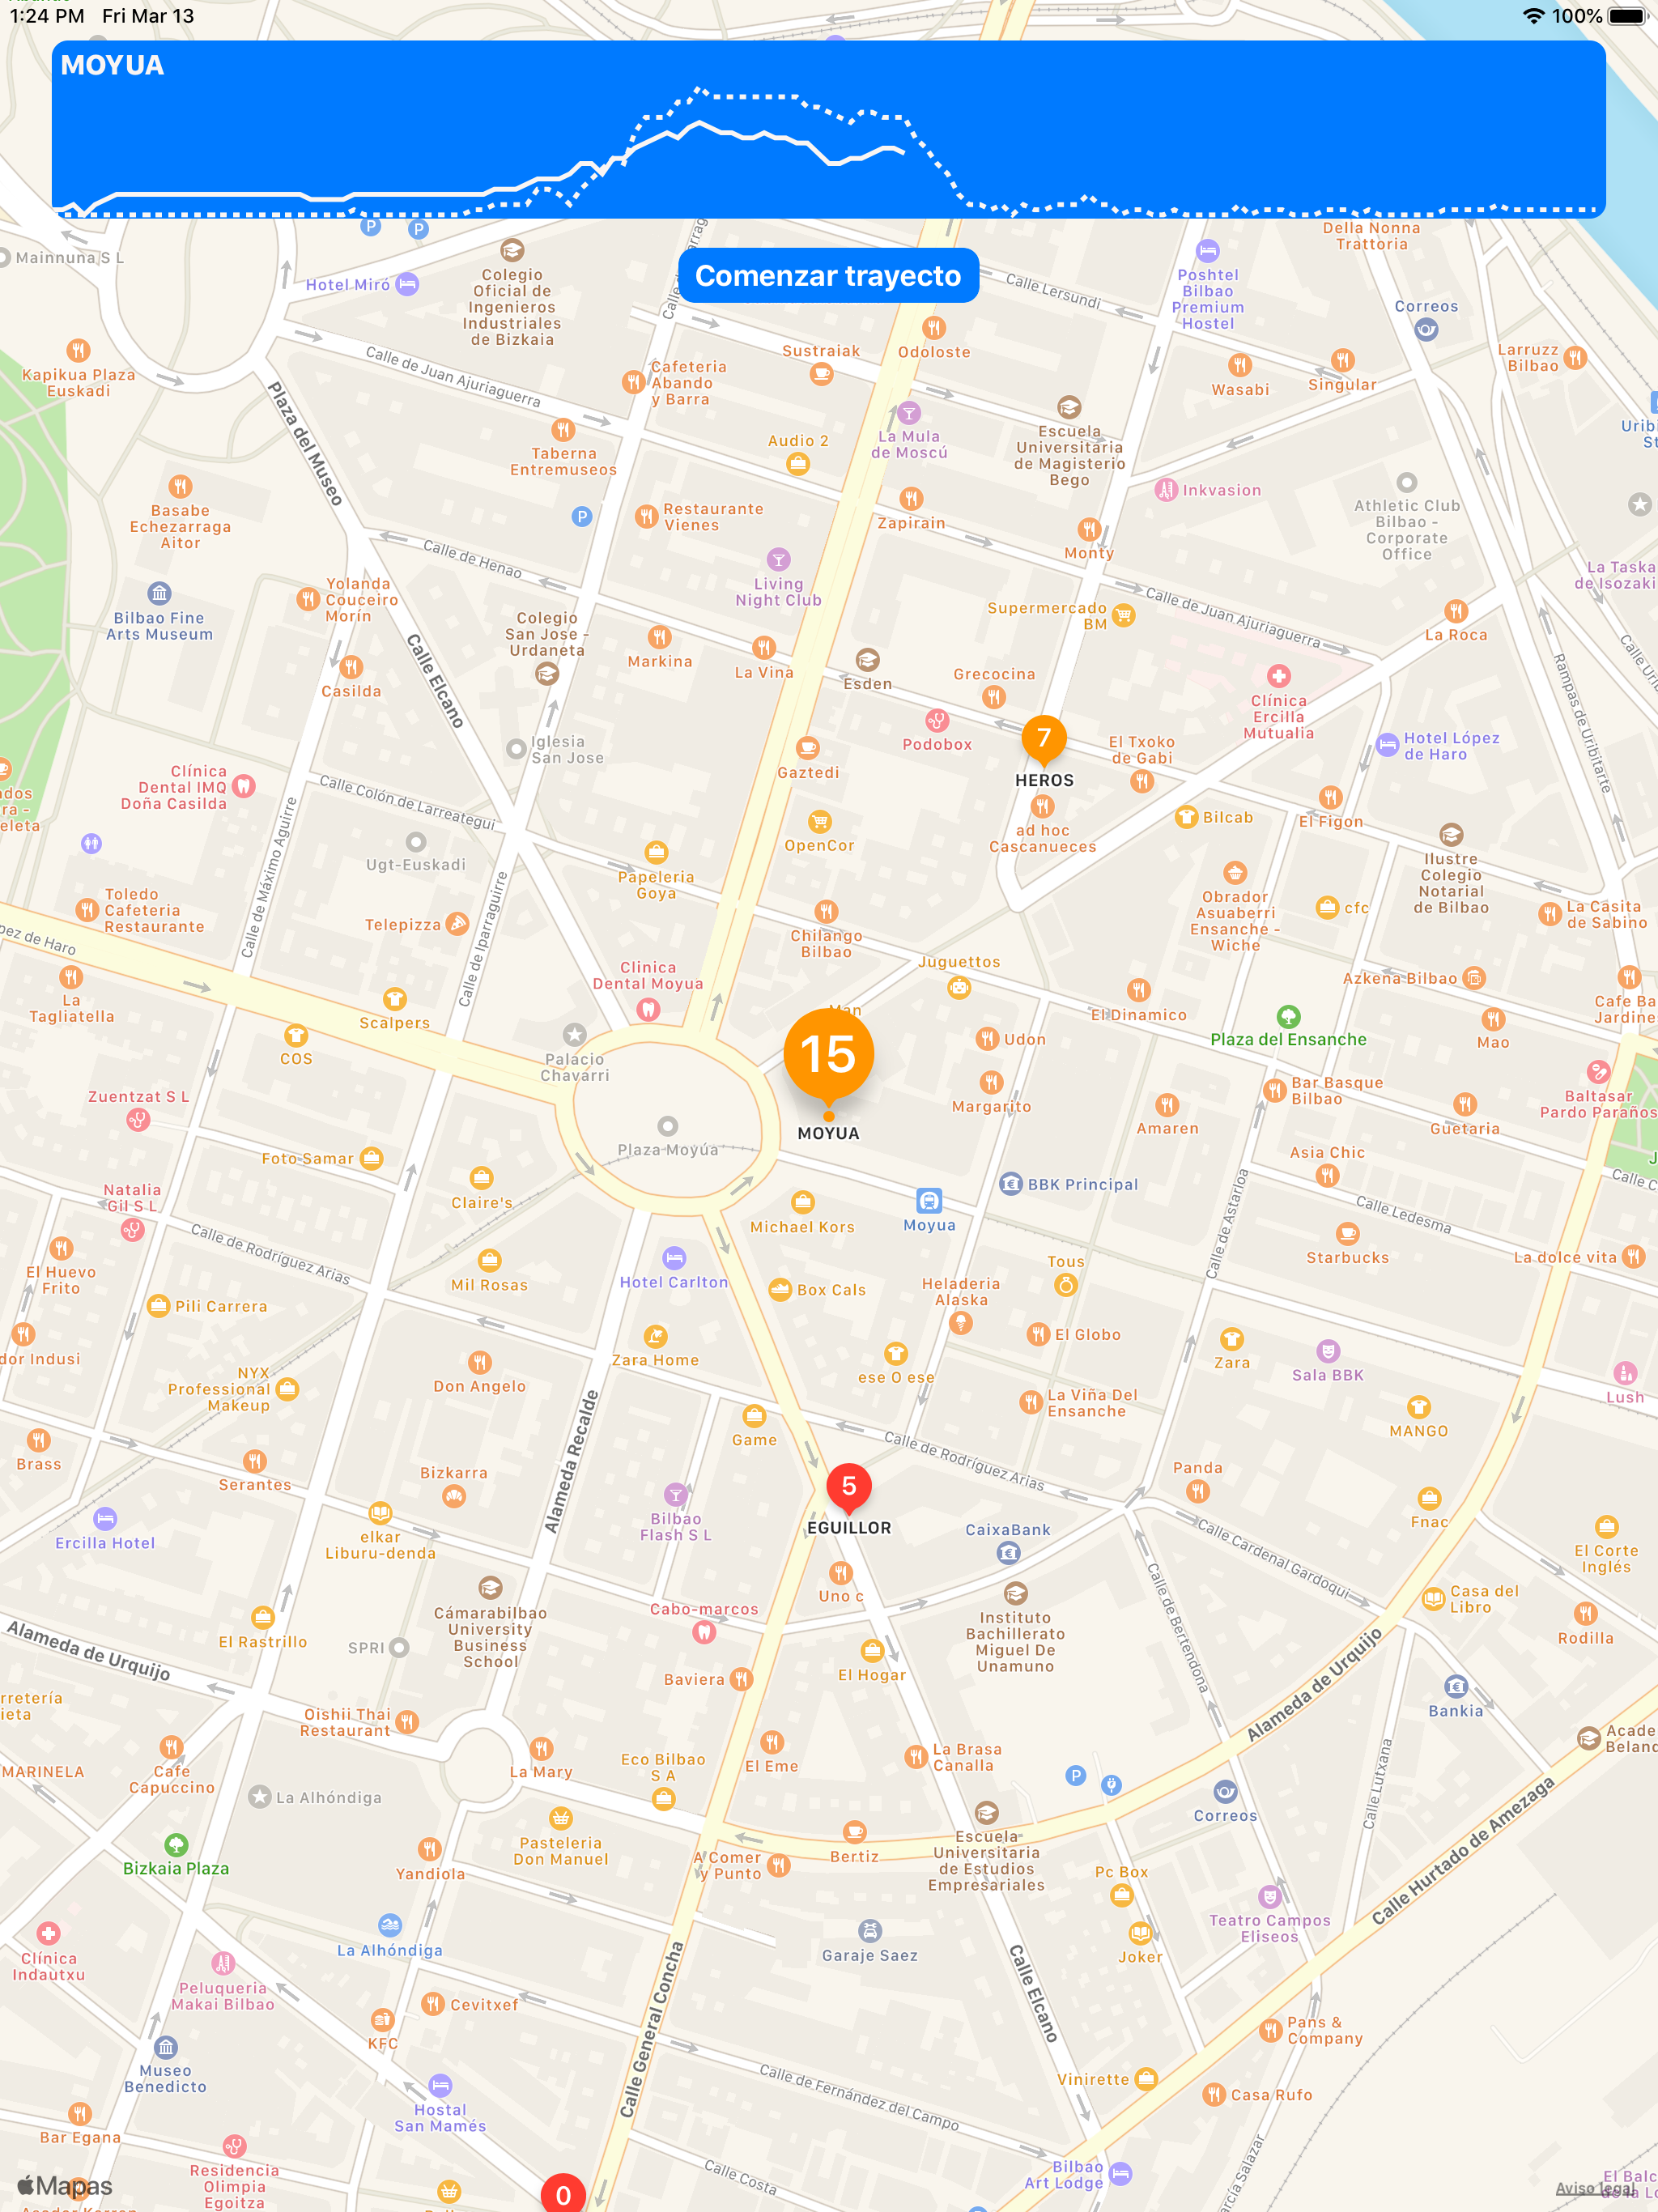 1:24 PM Fri Mar 13
100%
MOYUA
Comenzar trayecto
Mainnuna S L
Hotel Miró
Colegio
Oficial de
Ingenieros
Industriales
de Bizkaia
Calle Lersundi
Poshtel
Bilbao
Premium
Hostel
Della Nonna
Trattoria
Correos
Larruzz
Bilbao
Kapikua Plaza
Euskadi
Calle de Juan Ajuriaguerra
Cafeteria
Abando
y Barra
Sustraiak
Odoloste
Wasabi
Singular
Plaza del Museo
Taberna
Entremuseos
Audio 2
La Mula
de Moscú
Escuela
Universitaria
de Magisterio
Bego
Inkvasion
Athletic Club
Bilbao -
Corporate
Office
Basabe
Echezarraga
Aitor
Restaurante
Vienes
Zapirain
Monty
Calle de Henao
Living
Night Club
La Taska
de Isozaki
Bilbao Fine
Arts Museum
Yolanda
Couceiro
Morín
Colegio
San Jose -
Urdaneta
Supermercado
BM
Calle de Juan Ajuriaguerra
La Roca
Casilda
Calle Elcano
Markina
La Viña
Esden
Grecocina
Clínica
Ercilla
Mutualia
Rampas de Uribitarte
Iglesia
San Jose
Podobox
7
HEROS
El Txoko
de Gabi
Hotel López
de Haro
Clínica
Dental IMQ
Doña Casilda
Calle Colón de Larreategui
Gaztedi
ad hoc
Cascanueces
Bilcab
El Figon
Ugt-Euskadi
OpenCor
Papeleria
Goya
Ilustre
Colegio
Notarial
de Bilbao
Toledo
Cafeteria
Restaurante
Calle de Máximo Aguirre
Telepizza
Calle de Iparraguirre
Chilango
Bilbao
Obrador
Asuaberri
Ensanche -
Wiche
cfc
La Casita
de Sabino
La
Tagliatella
Scalpers
Clinica
Dental Moyua
Juguettos
Azkena Bilbao
El Dinamico
Plaza del Ensanche
Mao
COS
Palacio
Chavarri
15
MOYUA
Udon
Zuentzat S L
Margarito
Bar Basque
Bilbao
Baltasar
Pardo Paraños
Plaza Moyúa
Amaren
Guetaria
Foto Samar
Claire's
BBK Principal
Asia Chic
Natalia
Gil S L
Michael Kors
Moyua
Calle Ledesma
Calle de Rodríguez Arias
El Huevo
Frito
Mil Rosas
Hotel Carlton
Box Cals
Heladeria
Alaska
Tous
Calle de Astarloa
Starbucks
La dolce vita
Pili Carrera
Zara Home
El Globo
Zara
Sala BBK
NYX
Professional
Makeup
Don Angelo
ese O ese
La Viña Del
Ensanche
Lush
MANGO
Brass
Alameda Recalde
Game
Calle de Rodríguez Arias
Serantes
Bizkarra
Panda
5
EGUILLOR
Ercilla Hotel
elkar
Liburu-denda
Bilbao
Flash S L
CaixaBank
Calle Cardenal Gardoqui
Fnac
El Corte
Inglés
Uno c
Calle de Bertendona
Casa del
Libro
Rodilla
Alameda de Urquijo
El Rastrillo
SPRI
Cámarabilbao
University
Business
School
Cabo-marcos
Baviera
El Hogar
Instituto
Bachillerato
Miguel De
Unamuno
Alameda de Urquijo
Bankia
Oishii Thai
Restaurant
MARINELA
Cafe
Capuccino
La Mary
Eco Bilbao
S A
El Eme
La Brasa
Canalla
La Alhóndiga
Correos
Calle Lutxana
Calle Hurtado de Amezaga
Bizkaia Plaza
Yandiola
Pasteleria
Don Manuel
A Comer
y Punto
Bertiz
Escuela
Universitaria
de Estudios
Empresariales
Pc Box
Teatro Campos
Eliseos
La Alhóndiga
Garaje Saez
Joker
Clínica
Indautxu
Peluqueria
Makai Bilbao
Cevitxef
KFC
Calle General Concha
Calle Elcano
Pans &
Company
Museo
Benedicto
Calle de Fernández del Campo
Vinirette
Casa Rufo
Hostal
San Mamés
Bar Egana
Residencia
Olimpia
Egoitza
Calle Costa
Bilbao
Art Lodge
Mapas
0
Aviso legal